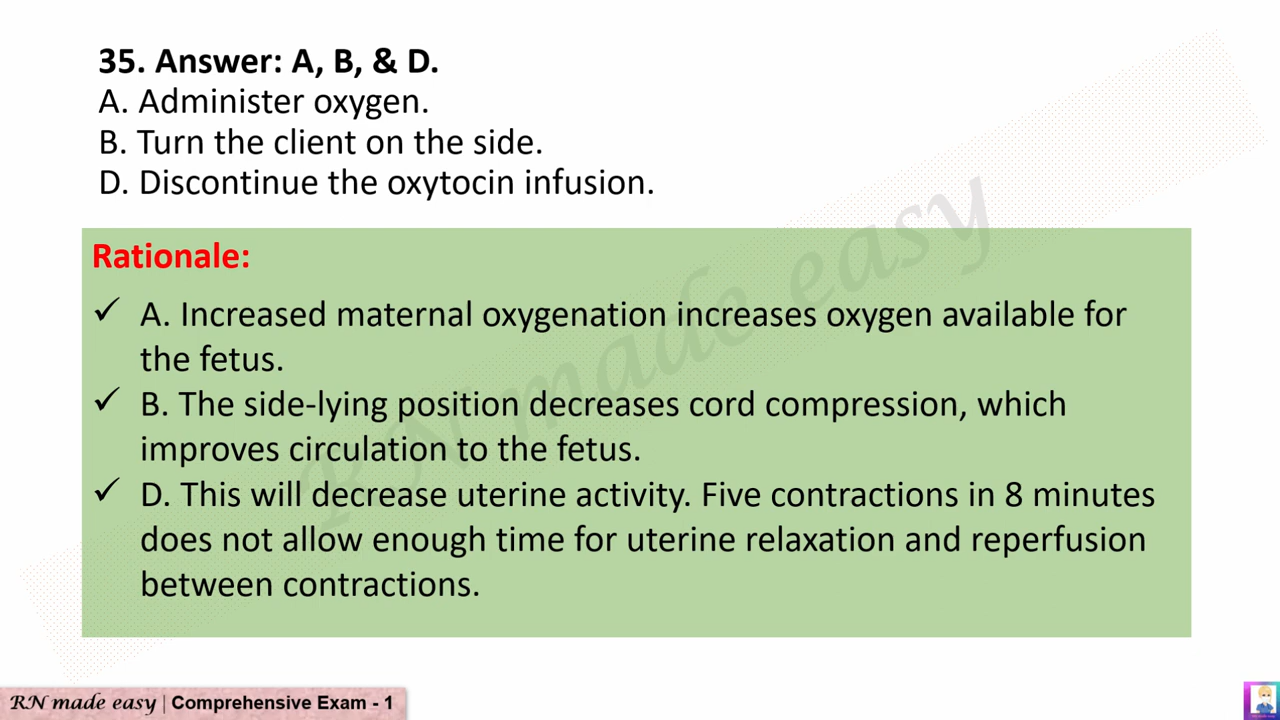 35. Answer: A, B, & D.
A. Administer oxygen.
B. Turn the client on the side.
D. Discontinue the oxytocin infusion.
Rationale:
✓ A. Increased maternal oxygenation increases oxygen available for
the fetus.
✓ B. The side-lying position decreases cord compression, which
improves circulation to the fetus.
✓ D. This will decrease uterine activity. Five contractions in 8 minutes
does not allow enough time for uterine relaxation and reperfusion
between contractions.
RN made easy
RN made easy | Comprehensive Exam - 1